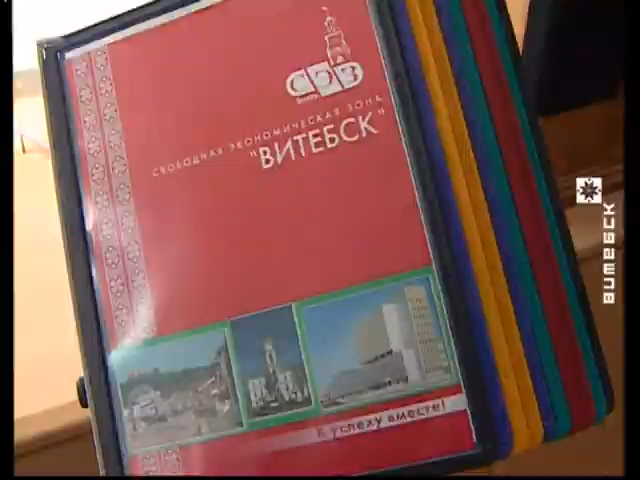 СЭЗ
СВОБОДНАЯ ЭКОНОМИЧЕСКАЯ ЗОНА
"ВИТЕБСК"
К успеху вместе!
ВИТЕБСК